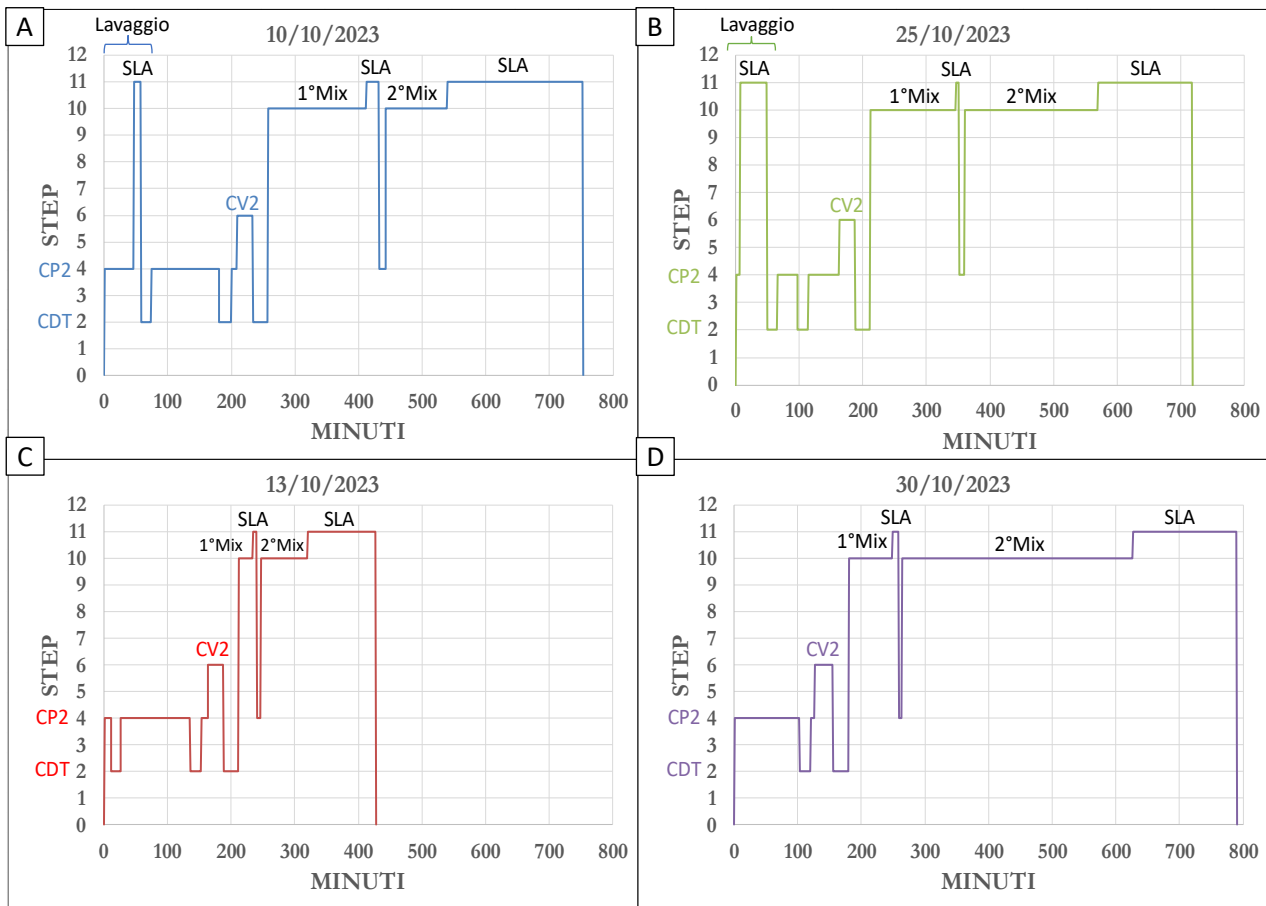 A
Lavaggio
10/10/2023
12
11
10
9
8
7
6
5
4
3
2
1
0
STEP
CP2
CDT
SLA
CV2
1°Mix
SLA
2°Mix
SLA
0 100 200 300 400 500 600 700 800
MINUTI
B
Lavaggio
25/10/2023
12
11
10
9
8
7
6
5
4
3
2
1
0
STEP
CP2
CDT
SLA
CV2
1°Mix
SLA
2°Mix
SLA
0 100 200 300 400 500 600 700 800
MINUTI
C
13/10/2023
12
11
10
9
8
7
6
5
4
3
2
1
0
STEP
CP2
CDT
CV2
1°Mix
SLA
2°Mix
SLA
0 100 200 300 400 500 600 700 800
MINUTI
D
30/10/2023
12
11
10
9
8
7
6
5
4
3
2
1
0
STEP
CP2
CDT
CV2
1°Mix
SLA
2°Mix
SLA
0 100 200 300 400 500 600 700 800
MINUTI